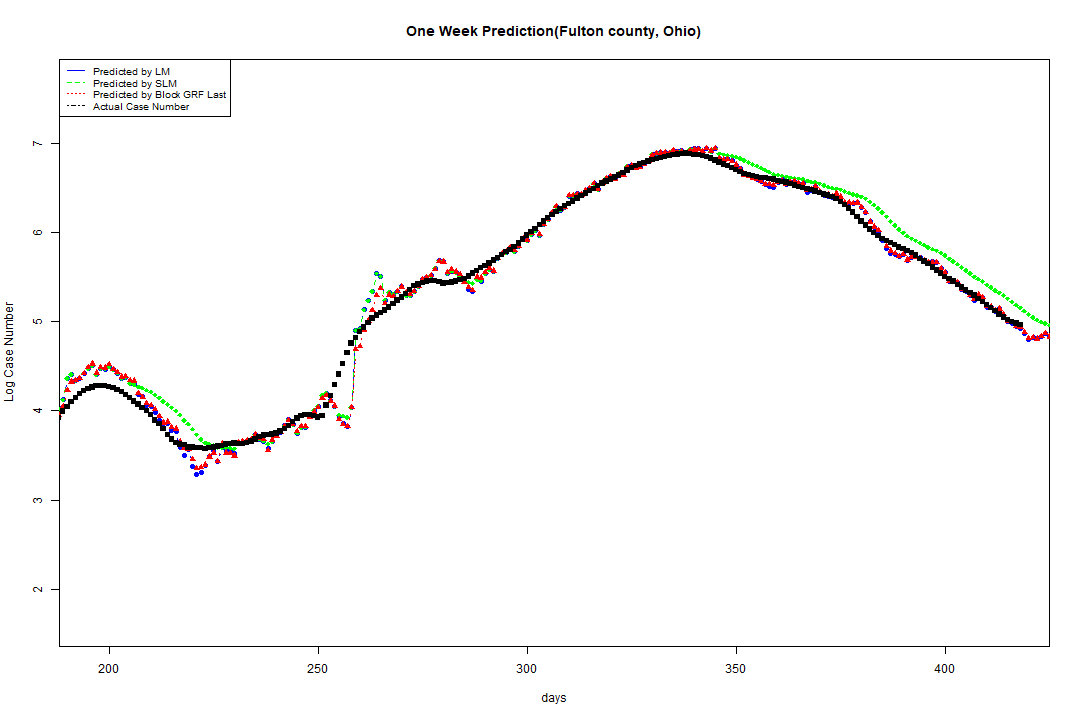 One Week Prediction(Fulton county, Ohio)
Predicted by LM
Predicted by SLM
Predicted by Block GRF Last
Actual Case Number
7
6
5
4
3
2
Log Case Number
200 250 300 350 400
days